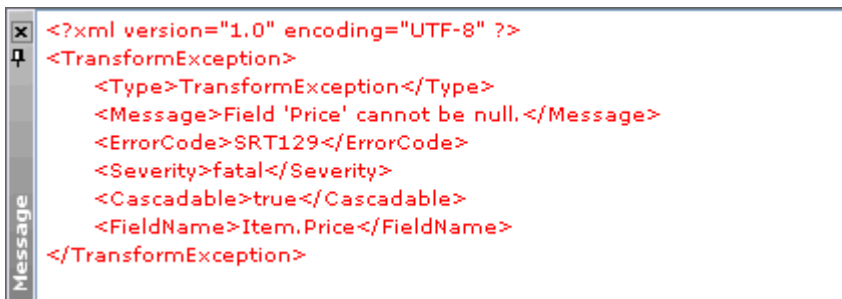 <?xml version="1.0" encoding="UTF-8" ?>
<TransformException>
<Type>TransformException</Type>
<Message>Field 'Price' cannot be null.</Message>
<ErrorCode>SRT129</ErrorCode>
<Severity>fatal</Severity>
<Cascadable>true</Cascadable>
<FieldName>Item.Price</FieldName>
</TransformException>
Message